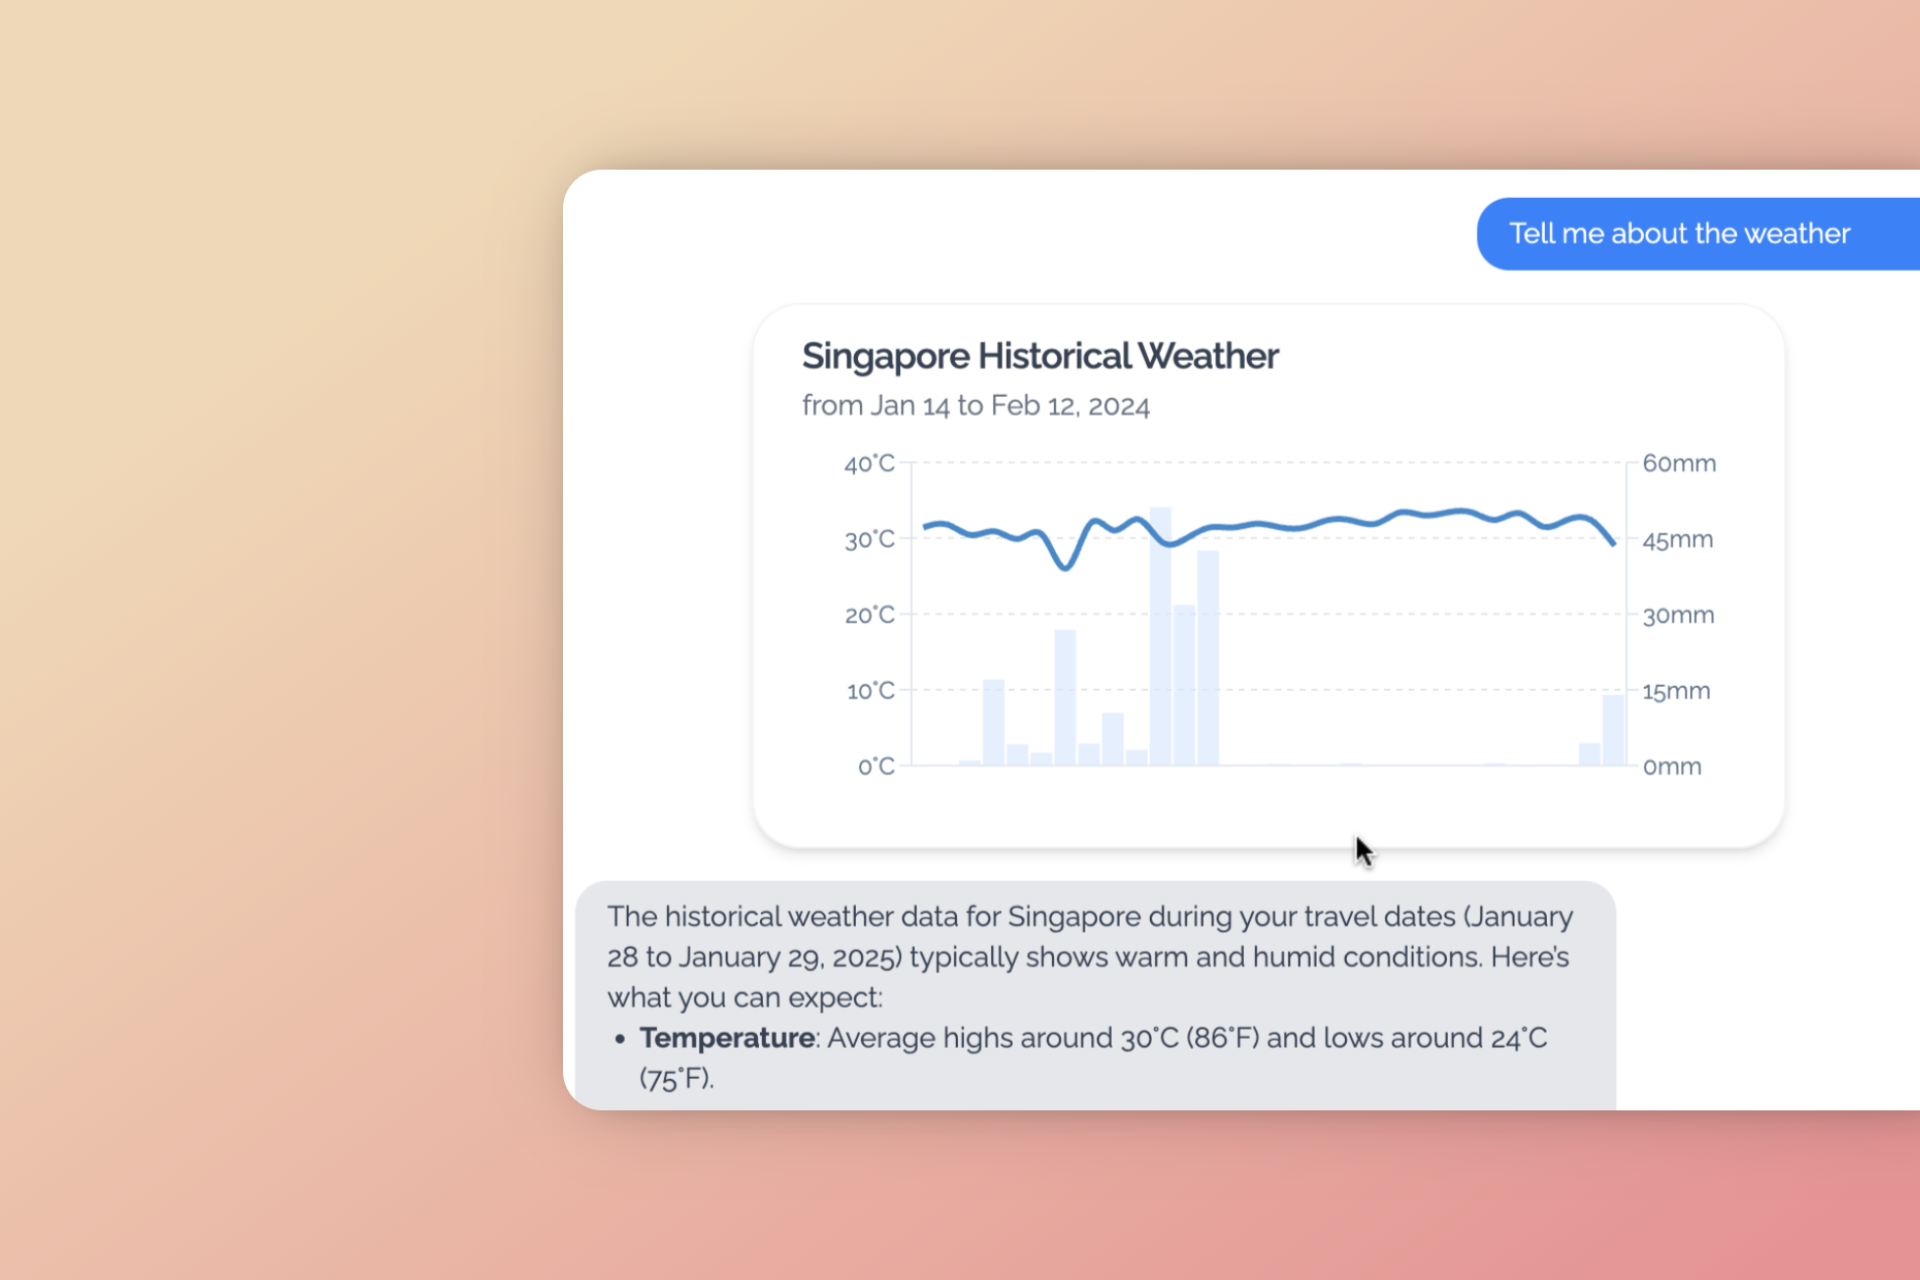 Tell me about the weather
Singapore Historical Weather
from Jan 14 to Feb 12, 2024
40°C
60mm
30°C
45mm
20°C
30mm
10°C
15mm
0°C
0mm
The historical weather data for Singapore during your travel dates (January
28 to January 29, 2025) typically shows warm and humid conditions. Here's
what you can expect:
• Temperature: Average highs around 30°C (86°F) and lows around 24°C
(75°F).